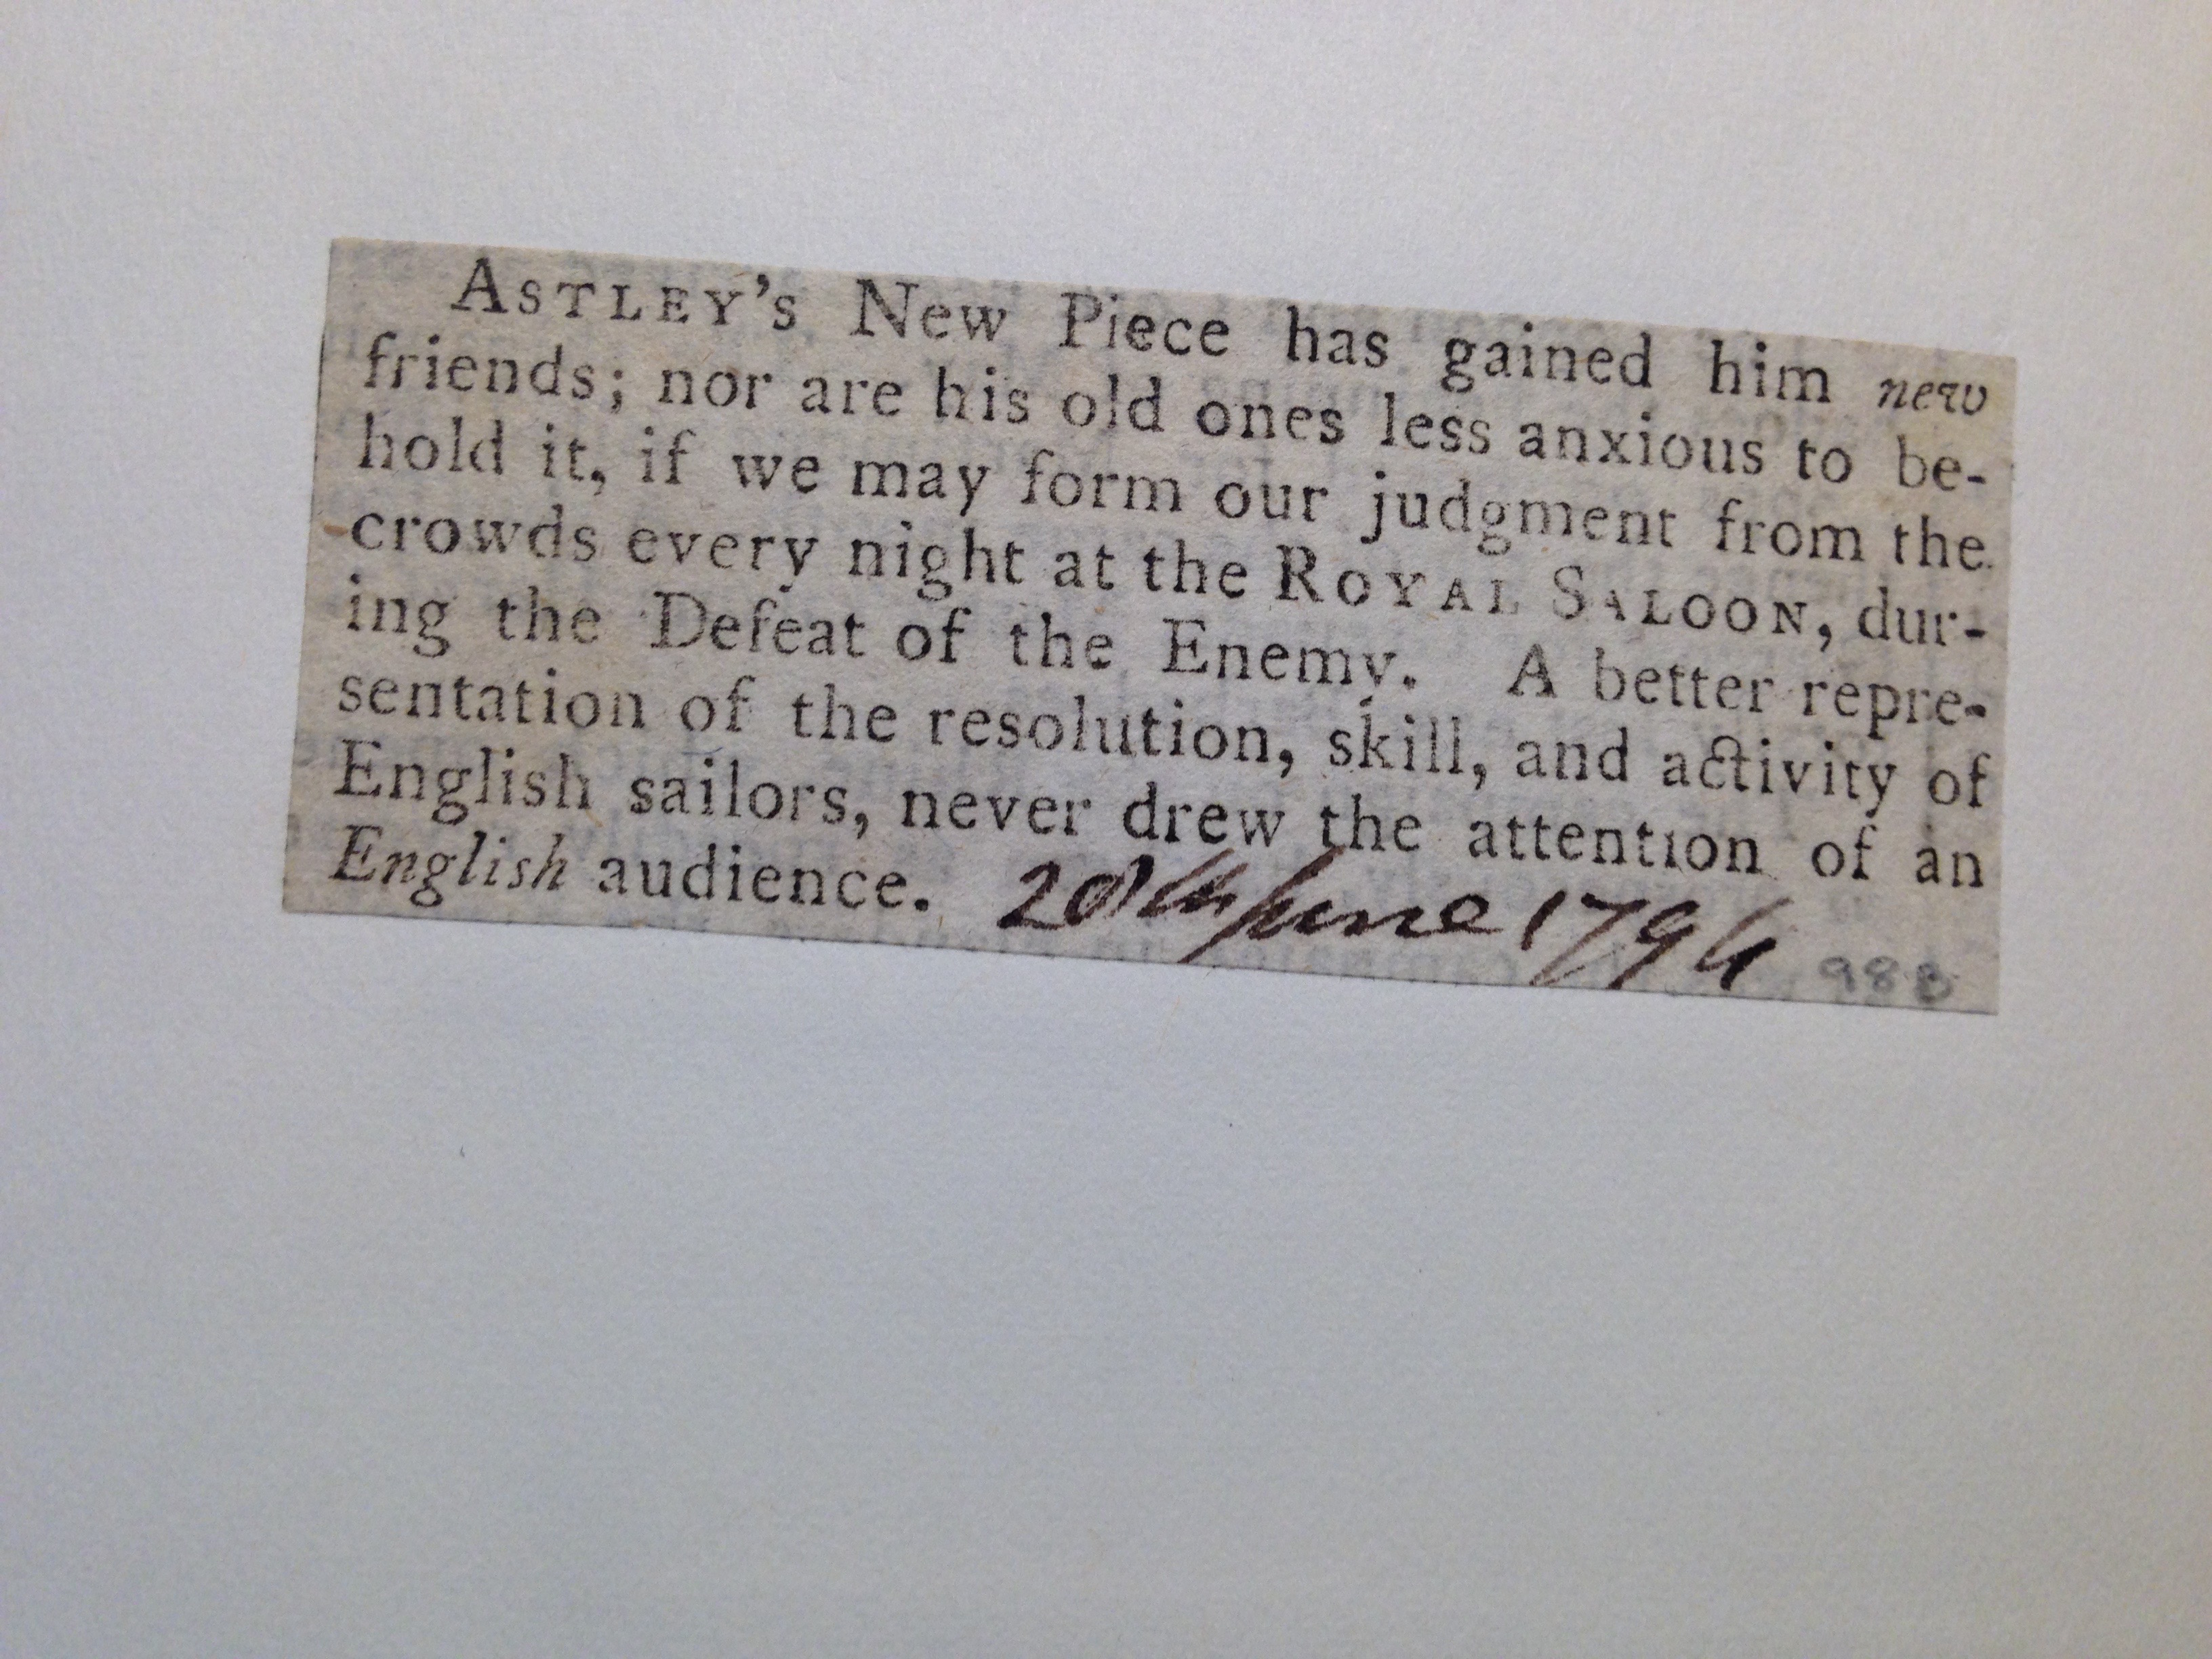 ASTLEY'S New Piece has gained him new
friends; nor are his old ones less anxious to be-
hold it, if we may form our judgment from the
crowds every night at the ROYAL SALOON, dur-
ing the Defeat of the Enemy. A better repre-
sentation of the resolution, skill, and activity of
English sailors, never drew the attention of an
English audience. 20th June 1794
98B